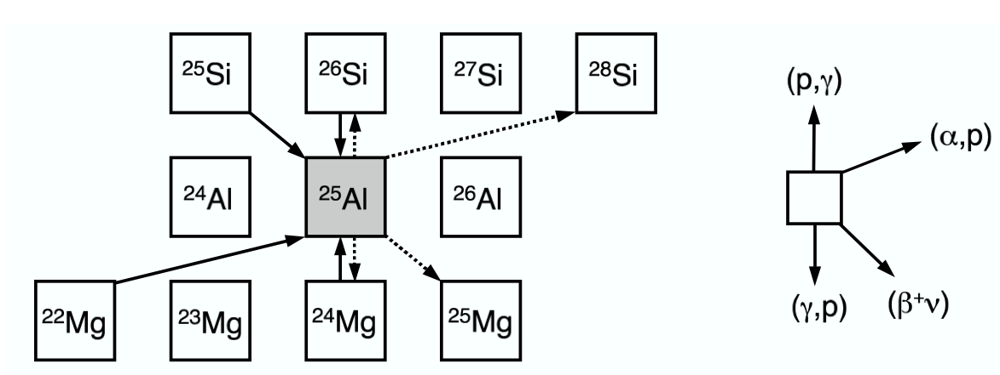 ²⁵Si ²⁶Si ²⁷Si ²⁸Si
(p,γ)
(α,p)
²⁴Al ²⁵Al ²⁶Al
(γ,p) (β⁺ν)
²²Mg ²³Mg ²⁴Mg ²⁵Mg